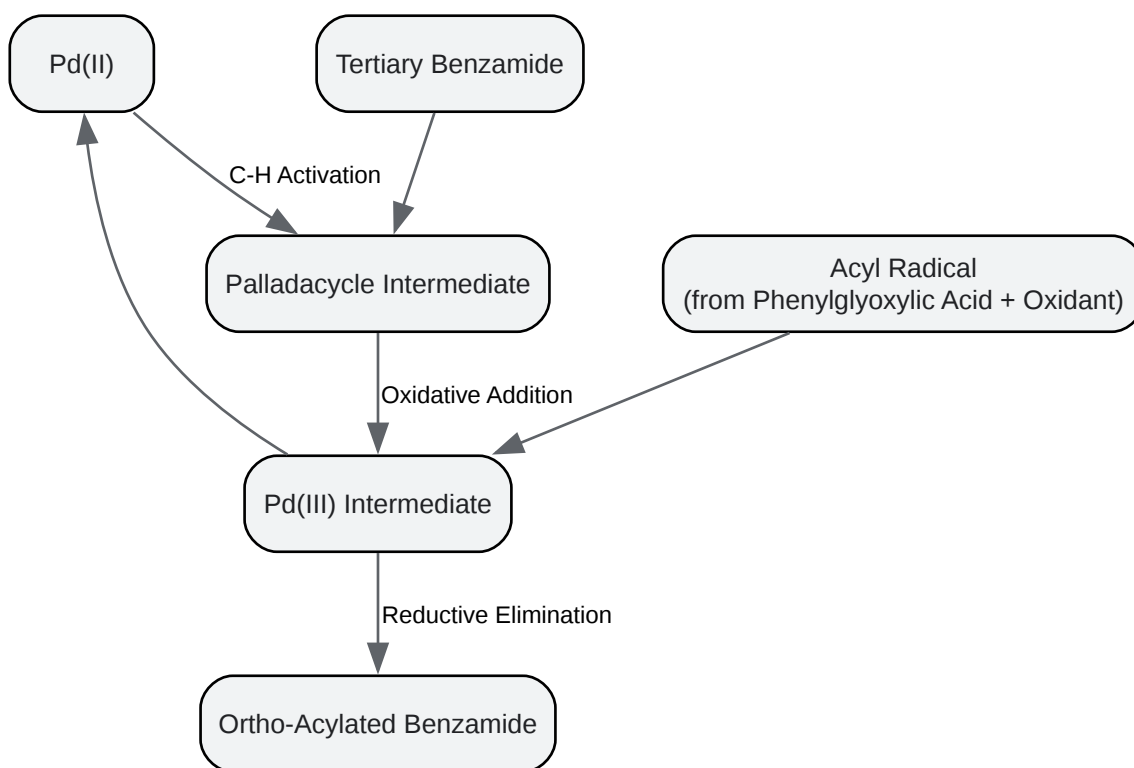 Pd(II)
Tertiary Benzamide
C-H Activation
Palladacycle Intermediate
Acyl Radical
(from Phenylglyoxylic Acid + Oxidant)
Oxidative Addition
Pd(III) Intermediate
Reductive Elimination
Ortho-Acylated Benzamide